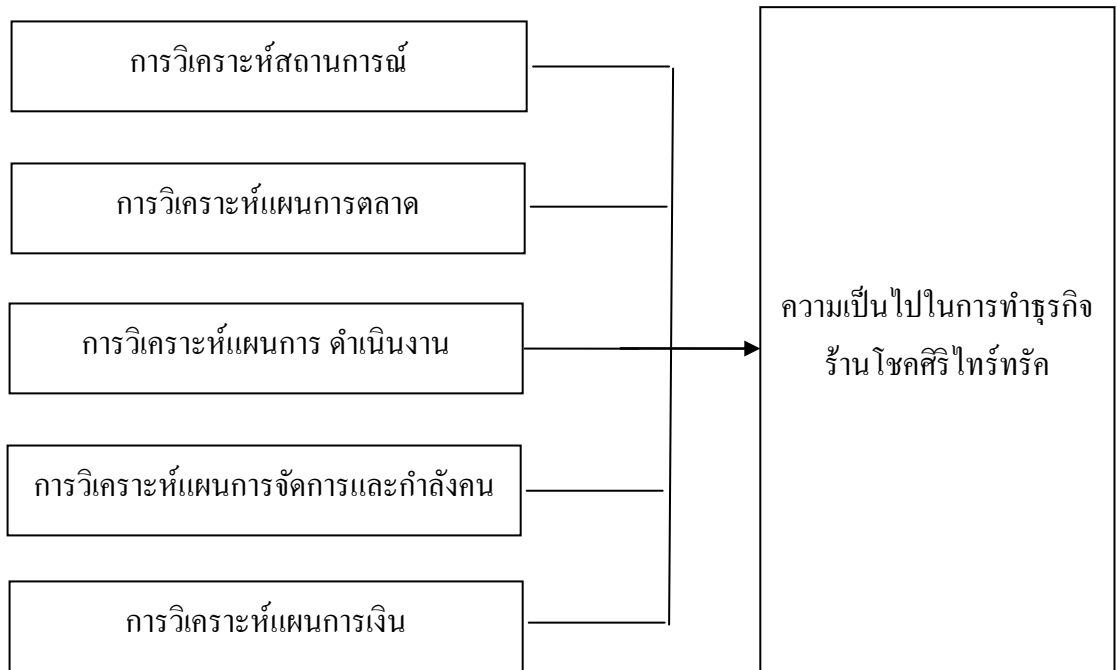 การวิเคราะห์สถานการณ์
การวิเคราะห์แผนการตลาด
การวิเคราะห์แผนการ ดำเนินงาน
การวิเคราะห์แผนการจัดการและกำลังคน
การวิเคราะห์แผนการเงิน
ความเป็นไปในการทำธุรกิจ
ร้านโชคศิริไทร์ทรัค